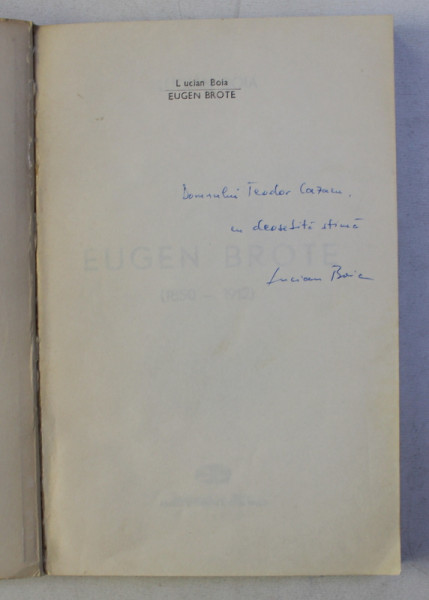 Lucian Boia
EUGEN BROTE
Domnului Teodor Cazacu,
cu deosebită stimă
Lucian Boia
EUGEN BROTE